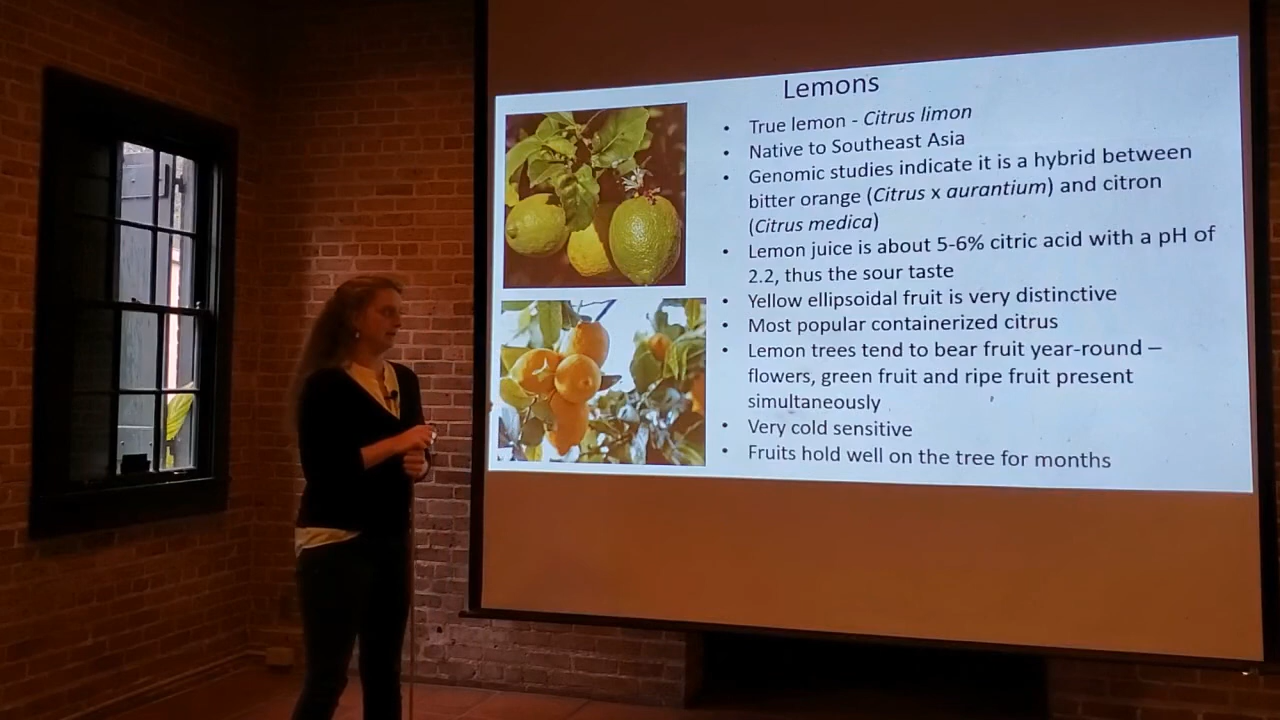 Lemons
• True lemon - Citrus limon
• Native to Southeast Asia
• Genomic studies indicate it is a hybrid between
bitter orange (Citrus x aurantium) and citron
(Citrus medica)
• Lemon juice is about 5-6% citric acid with a pH of
2.2, thus the sour taste
• Yellow ellipsoidal fruit is very distinctive
• Most popular containerized citrus
• Lemon trees tend to bear fruit year-round –
flowers, green fruit and ripe fruit present
simultaneously
• Very cold sensitive
• Fruits hold well on the tree for months